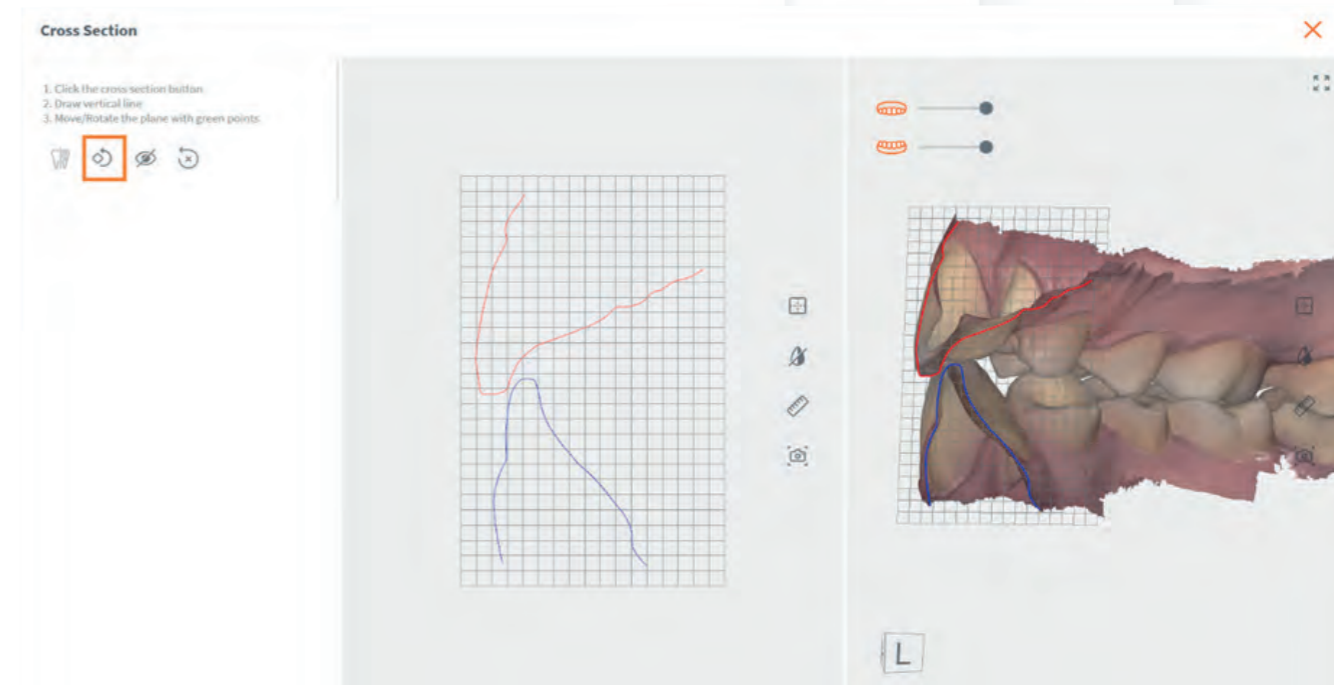 Cross Section
1. Click the cross section button
2. Draw vertical line
3. Move/Rotate the plane with green points
L